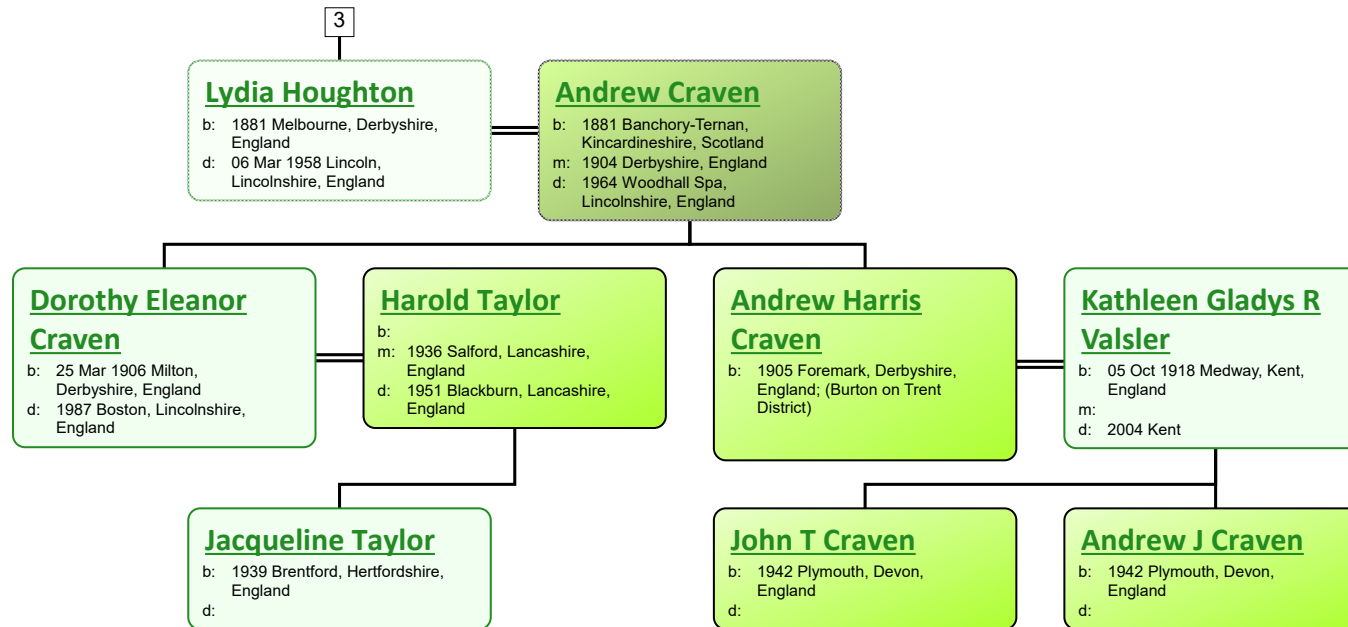 3
Lydia Houghton
b: 1881 Melbourne, Derbyshire,
England
d: 06 Mar 1958 Lincoln,
Lincolnshire, England
Andrew Craven
b: 1881 Banchory-Ternan,
Kincardineshire, Scotland
m: 1904 Derbyshire, England
d: 1964 Woodhall Spa,
Lincolnshire, England
Dorothy Eleanor
Craven
b: 25 Mar 1906 Milton,
Derbyshire, England
d: 1987 Boston, Lincolnshire,
England
Harold Taylor
b:
m: 1936 Salford, Lancashire,
England
d: 1951 Blackburn, Lancashire,
England
Andrew Harris
Craven
b: 1905 Foremark, Derbyshire,
England; (Burton on Trent
District)
Kathleen Gladys R
Valsler
b: 05 Oct 1918 Medway, Kent,
England
m:
d: 2004 Kent
Jacqueline Taylor
b: 1939 Brentford, Hertfordshire,
England
d:
John T Craven
b: 1942 Plymouth, Devon,
England
d:
Andrew J Craven
b: 1942 Plymouth, Devon,
England
d: